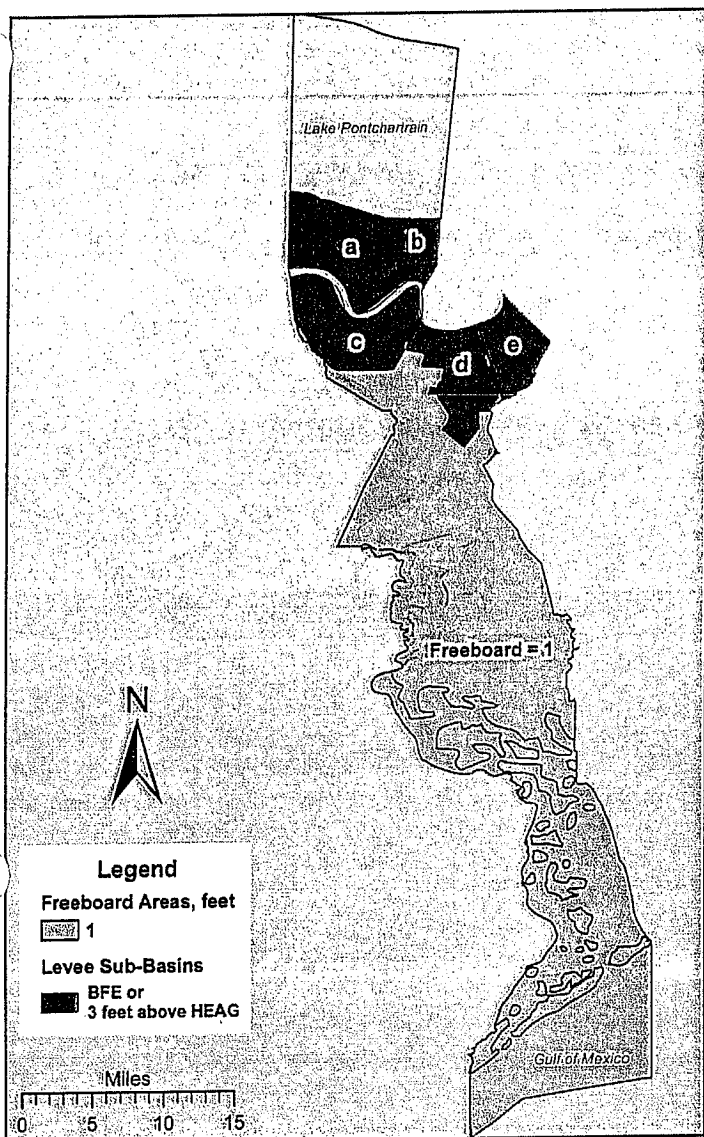 Lake Pontchartrain
a
b
c
d
e
Freeboard = 1
N
Legend
Freeboard Areas, feet
1
Levee Sub-Basins
BFE or
3 feet above HEAG
Miles
0 5 10 15
Gulf of Mexico